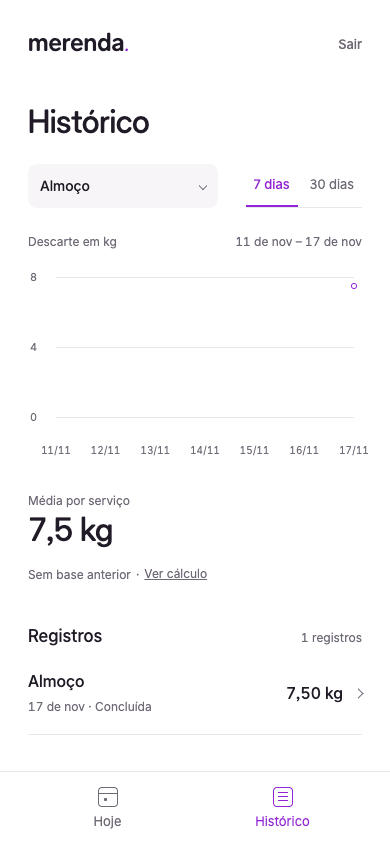 merenda.
Sair
Histórico
Almoço
7 dias
30 dias
Descarte em kg
11 de nov – 17 de nov
8
4
0
11/11 12/11 13/11 14/11 15/11 16/11 17/11
Média por serviço
7,5 kg
Sem base anterior · Ver cálculo
Registros
1 registros
Almoço
7,50 kg
17 de nov · Concluída
Hoje
Histórico